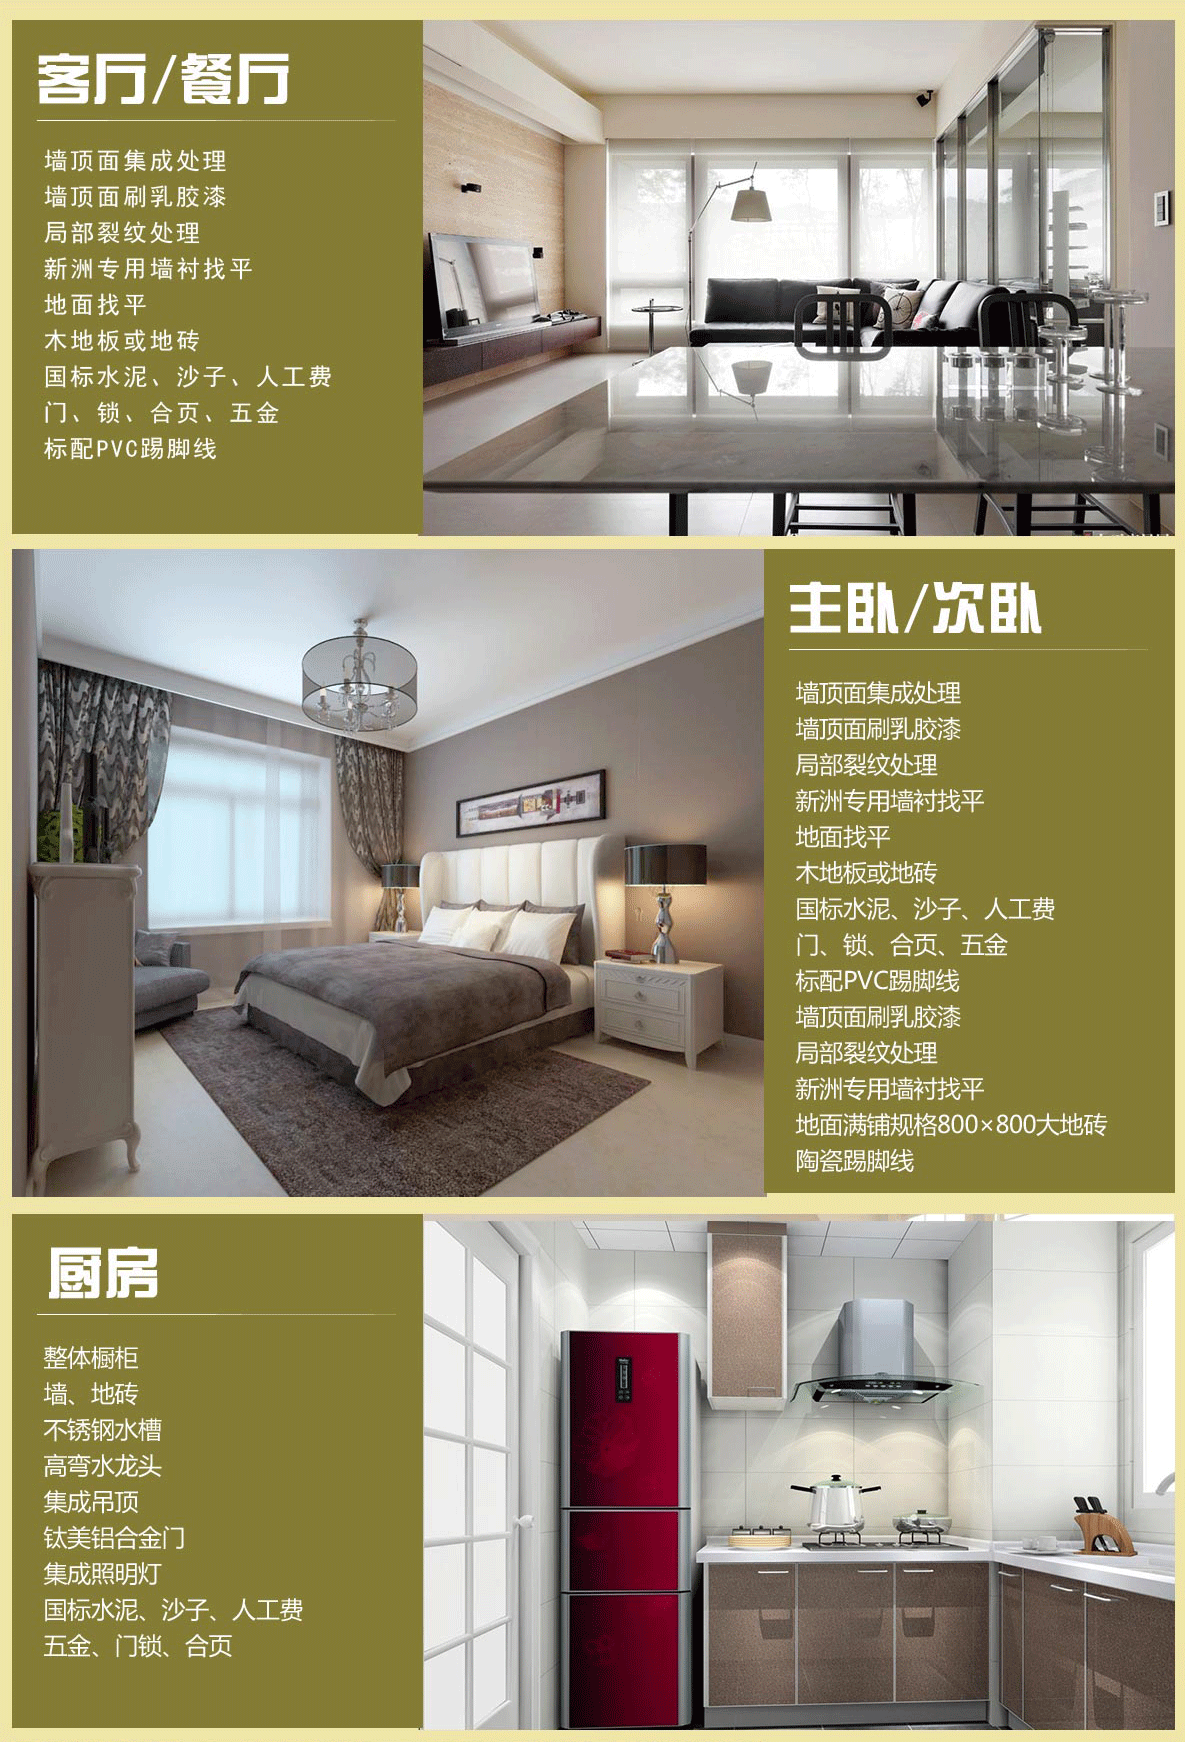 客厅/餐厅
墙顶面集成处理
墙顶面刷乳胶漆
局部裂纹处理
新洲专用墙衬找平
地面找平
木地板或地砖
国标水泥、沙子、人工费
门、锁、合页、五金
标配PVC踢脚线
主卧/次卧
墙顶面集成处理
墙顶面刷乳胶漆
局部裂纹处理
新洲专用墙衬找平
地面找平
木地板或地砖
国标水泥、沙子、人工费
门、锁、合页、五金
标配PVC踢脚线
墙顶面刷乳胶漆
局部裂纹处理
新洲专用墙衬找平
地面满铺规格800×800大地砖
陶瓷踢脚线
厨房
整体橱柜
墙、地砖
不锈钢水槽
高弯水龙头
集成吊顶
钛美铝合金门
集成照明灯
国标水泥、沙子、人工费
五金、门锁、合页